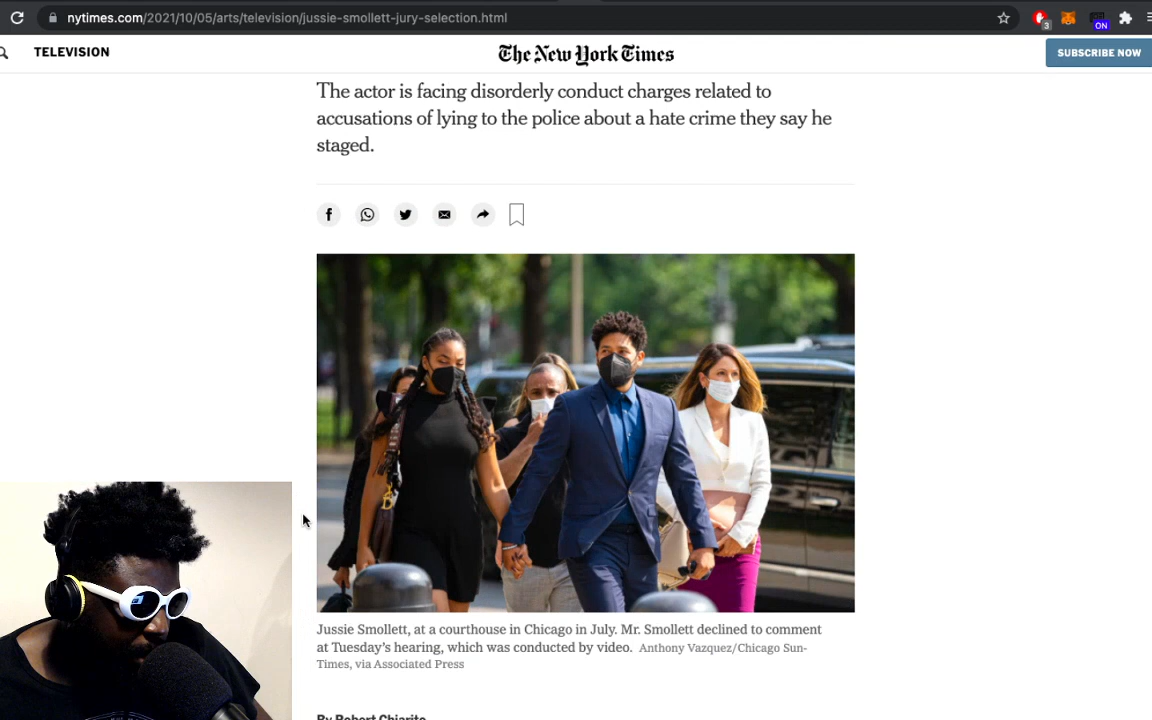 nytimes.com/2021/10/05/arts/television/jussie-smollett-jury-selection.html
3
ON
TELEVISION
The New York Times
SUBSCRIBE NOW
The actor is facing disorderly conduct charges related to
accusations of lying to the police about a hate crime they say he
staged.
Jussie Smollett, at a courthouse in Chicago in July. Mr. Smollett declined to comment
at Tuesday's hearing, which was conducted by video. Anthony Vazquez/Chicago Sun-
Times, via Associated Press
By Robert Chiarito